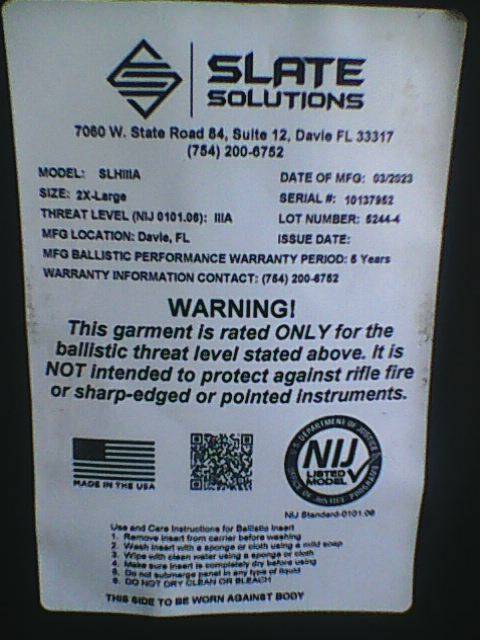 SLATE
SOLUTIONS
7060 W. State Road 84, Suite 12, Davie FL 33317
(754) 200-6752
MODEL: SLHIIIA
DATE OF MFG: 03/2023
SIZE: 2X-Large
SERIAL #: 10137952
THREAT LEVEL (NIJ 0101.06): IIIA
LOT NUMBER: 5244-4
MFG LOCATION: Davie, FL
ISSUE DATE:
MFG BALLISTIC PERFORMANCE WARRANTY PERIOD: 5 Years
WARRANTY INFORMATION CONTACT: (754) 200-6752
WARNING!
This garment is rated ONLY for the
ballistic threat level stated above. It is
NOT intended to protect against rifle fire
or sharp-edged or pointed instruments.
MADE IN THE USA
U.S. DEPARTMENT OF JUSTICE
NIJ
LISTED
MODEL
OFFICE OF JUSTICE PROGRAMS
NIJ Standard-0101.06
Use and Care Instructions for Ballistic Insert
1. Remove insert from carrier before washing
2. Wash insert with a sponge or cloth using a mild soap
3. Wipe with clean water using a sponge or cloth
4. Make sure insert is completely dry before using
5. Do not submerge panel in any type of liquid
6. DO NOT DRY CLEAN OR BLEACH
THIS SIDE TO BE WORN AGAINST BODY